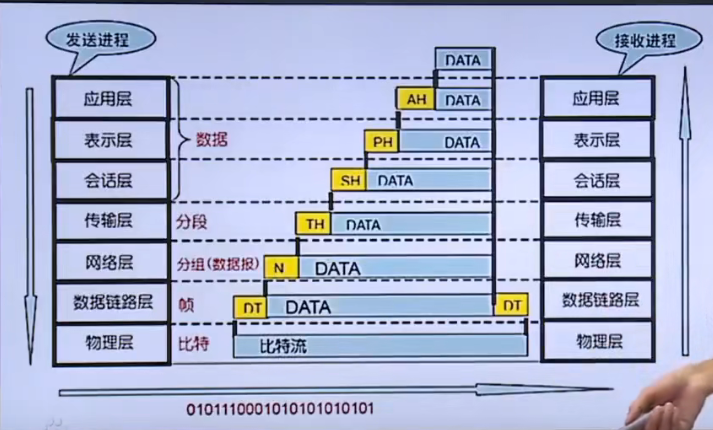 发送进程
接收进程
DATA
应用层
AH
DATA
应用层
表示层
数据
PH
DATA
表示层
会话层
SH
DATA
会话层
传输层
分段
TH
DATA
传输层
网络层
分组(数据报)
N
DATA
网络层
数据链路层
帧
DT
DATA
DT
数据链路层
物理层
比特
比特流
物理层
0101110001010101010101